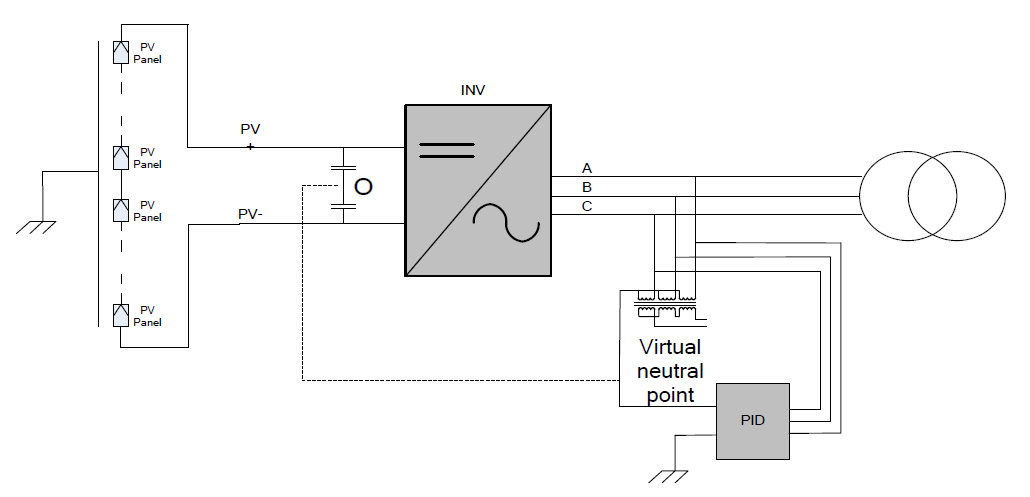 PV
Panel
INV
PV
+
PV
Panel
A
B
C
O
PV
Panel
PV-
PV
Panel
Virtual
neutral
point
PID